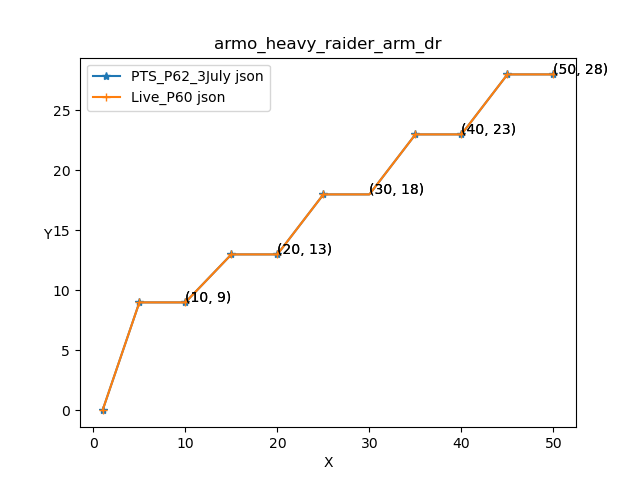 armo_heavy_raider_arm_dr
PTS_P62_3July json
Live_P60 json
(50, 28)
(40, 23)
(30, 18)
(20, 13)
(10, 9)
25
20
15
10
5
0
Y
0 10 20 30 40 50
X